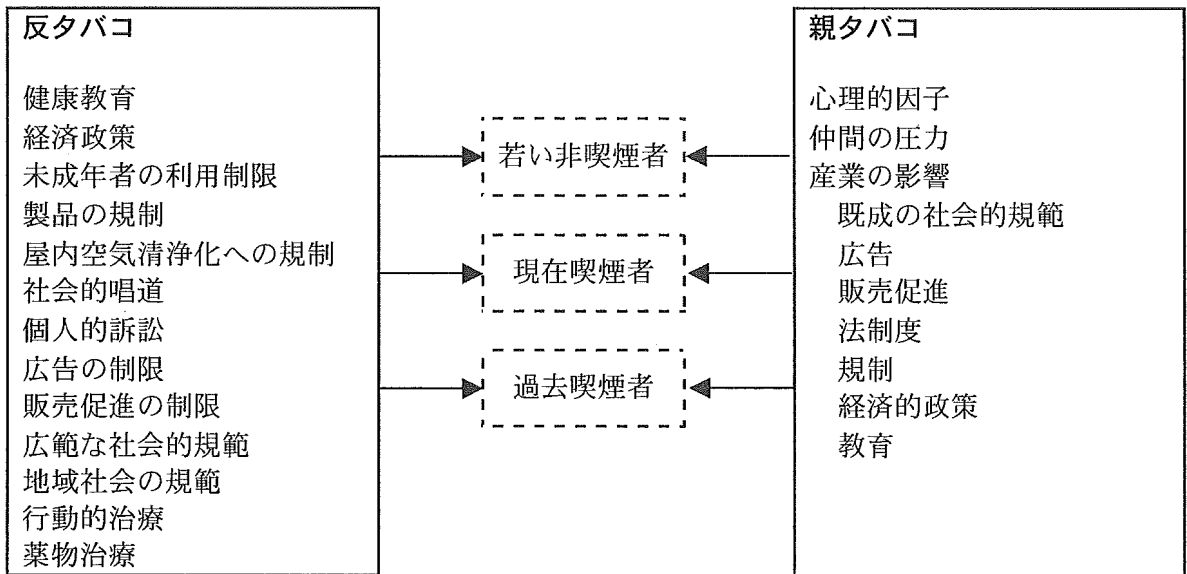 反タバコ
健康教育
経済政策
未成年者の利用制限
製品の規制
屋内空気清浄化への規制
社会的唱道
個人的訴訟
広告の制限
販売促進の制限
広範な社会的規範
地域社会の規範
行動的治療
薬物治療
若い非喫煙者
現在喫煙者
過去喫煙者
親タバコ
心理的因子
仲間の圧力
産業の影響
既成の社会的規範
広告
販売促進
法制度
規制
経済的政策
教育